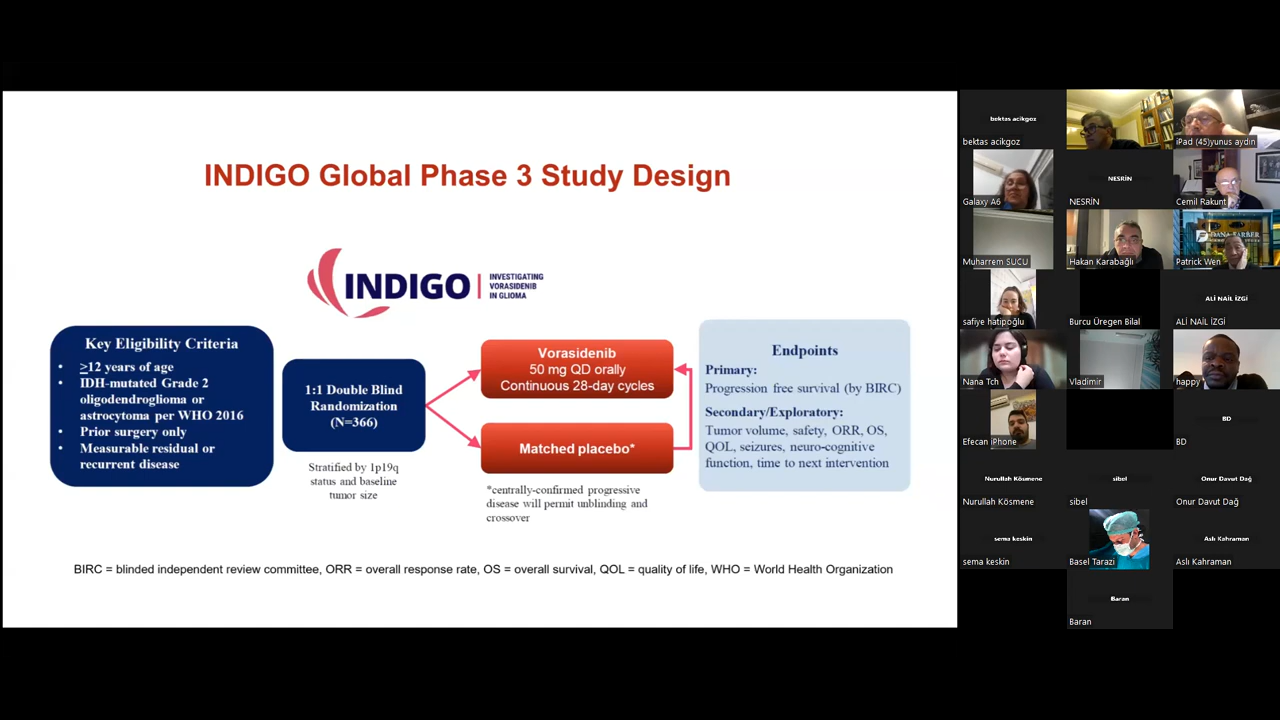 INDIGO Global Phase 3 Study Design
INDIGO
INVESTIGATING
VORASIDENIB
IN GLIOMA
Key Eligibility Criteria
• ≥12 years of age
• IDH-mutated Grade 2
oligodendroglioma or
astrocytoma per WHO 2016
• Prior surgery only
• Measurable residual or
recurrent disease
1:1 Double Blind
Randomization
(N=366)
Stratified by 1p19q
status and baseline
tumor size
Vorasidenib
50 mg QD orally
Continuous 28-day cycles
Matched placebo*
*centrally-confirmed progressive
disease will permit unblinding and
crossover
Endpoints
Primary:
Progression free survival (by BIRC)
Secondary/Exploratory:
Tumor volume, safety, ORR, OS,
QOL, seizures, neuro-cognitive
function, time to next intervention
BIRC = blinded independent review committee, ORR = overall response rate, OS = overall survival, QOL = quality of life, WHO = World Health Organization
bektas acikgoz
bektas acikgoz
iPad (45)yunus aydın
Galaxy A6
NESRİN
NESRİN
Cemil Rakunt
Muharrem SUCU
Hakan Karabağlı
DANA-FARBER
Patrick Wen
safiye hatipoğlu
Burcu Üregen Bilal
ALİ NAİL İZGİ
ALİ NAİL İZGİ
Nana Tch
Vladimir
happy
Efecan iPhone
BD
BD
Nurullah Kösmene
Nurullah Kösmene
sibel
sibel
Onur Davut Dağ
Onur Davut Dağ
sema keskin
sema keskin
Basel Tarazi
Aslı Kahraman
Aslı Kahraman
Baran
Baran